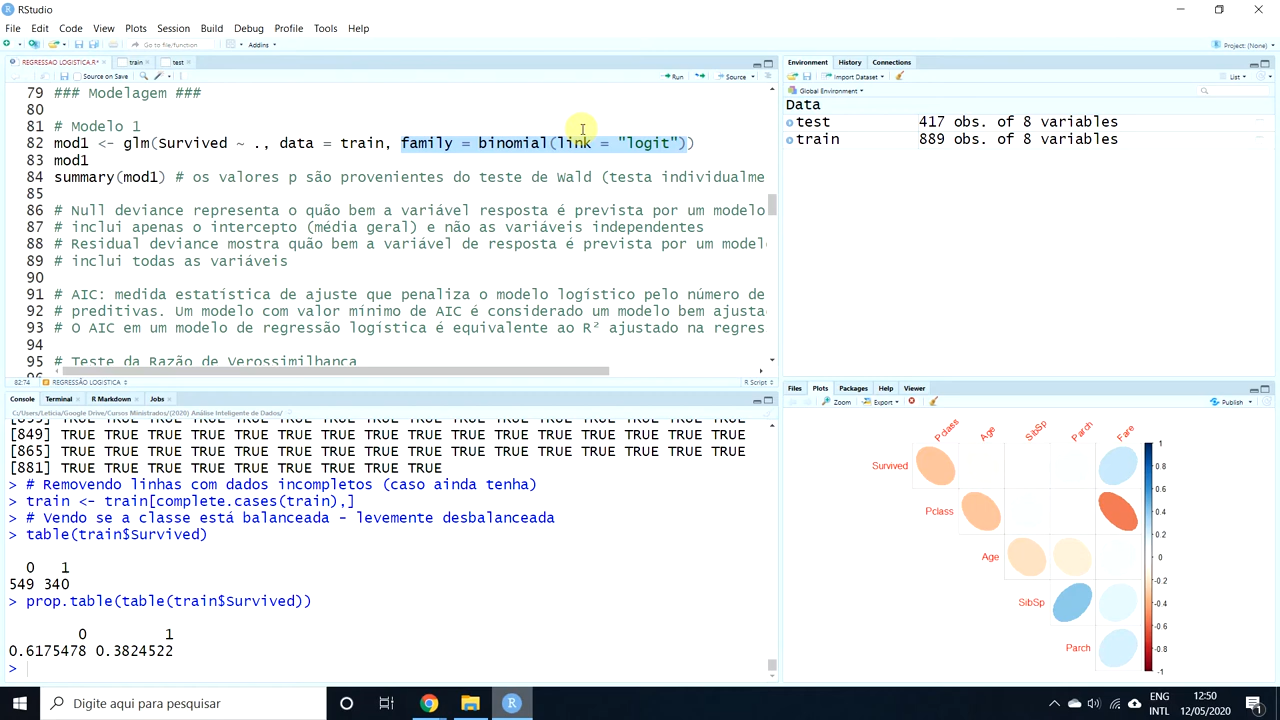 RStudio
File Edit Code View Plots Session Build Debug Profile Tools Help
Go to file/function Addins Project: (None)
REGRESSÃO LOGISTICA.R* train test
Source on Save Run Source
79 ### Modelagem ###
80
81 # Modelo 1
82 mod1 <- glm(Survived ~ ., data = train, family = binomial(link = "logit"))
83 mod1
84 summary(mod1) # os valores p são provenientes do teste de Wald (testa individualme
85
86 # Null deviance representa o quão bem a variável resposta é prevista por um modelo
87 # inclui apenas o intercepto (média geral) e não as variáveis independentes
88 # Residual deviance mostra quão bem a variável de resposta é prevista por um model
89 # inclui todas as variáveis
90
91 # AIC: medida estatística de ajuste que penaliza o modelo logístico pelo número de
92 # preditivas. Um modelo com valor mínimo de AIC é considerado um modelo bem ajusta
93 # O AIC em um modelo de regressão logística é equivalente ao R² ajustado na regres
94
95 # Teste da Razão de Verossimilhança
82:74 REGRESSÃO LOGISTICA R Script
Console Terminal R Markdown Jobs
C:/Users/Leticia/Google Drive/Cursos Ministrados/(2020) Análise Inteligente de Dados/
[849] TRUE TRUE TRUE TRUE TRUE TRUE TRUE TRUE TRUE TRUE TRUE TRUE TRUE TRUE TRUE TRUE
[865] TRUE TRUE TRUE TRUE TRUE TRUE TRUE TRUE TRUE TRUE TRUE TRUE TRUE TRUE TRUE TRUE
[881] TRUE TRUE TRUE TRUE TRUE TRUE TRUE TRUE TRUE
> # Removendo linhas com dados incompletos (caso ainda tenha)
> train <- train[complete.cases(train),]
> # Vendo se a classe está balanceada - levemente desbalanceada
> table(train$Survived)
0 1
549 340
> prop.table(table(train$Survived))
0 1
0.6175478 0.3824522
>
Environment History Connections
Import Dataset List
Global Environment
Data
test 417 obs. of 8 variables
train 889 obs. of 8 variables
Files Plots Packages Help Viewer
Zoom Export Publish
Pclass Age SibSp Parch Fare
Survived
Pclass
Age
SibSp
Parch
1
0.8
0.6
0.4
0.2
0
-0.2
-0.4
-0.6
-0.8
-1
Digite aqui para pesquisar
ENG
INTL
12:50
12/05/2020
1